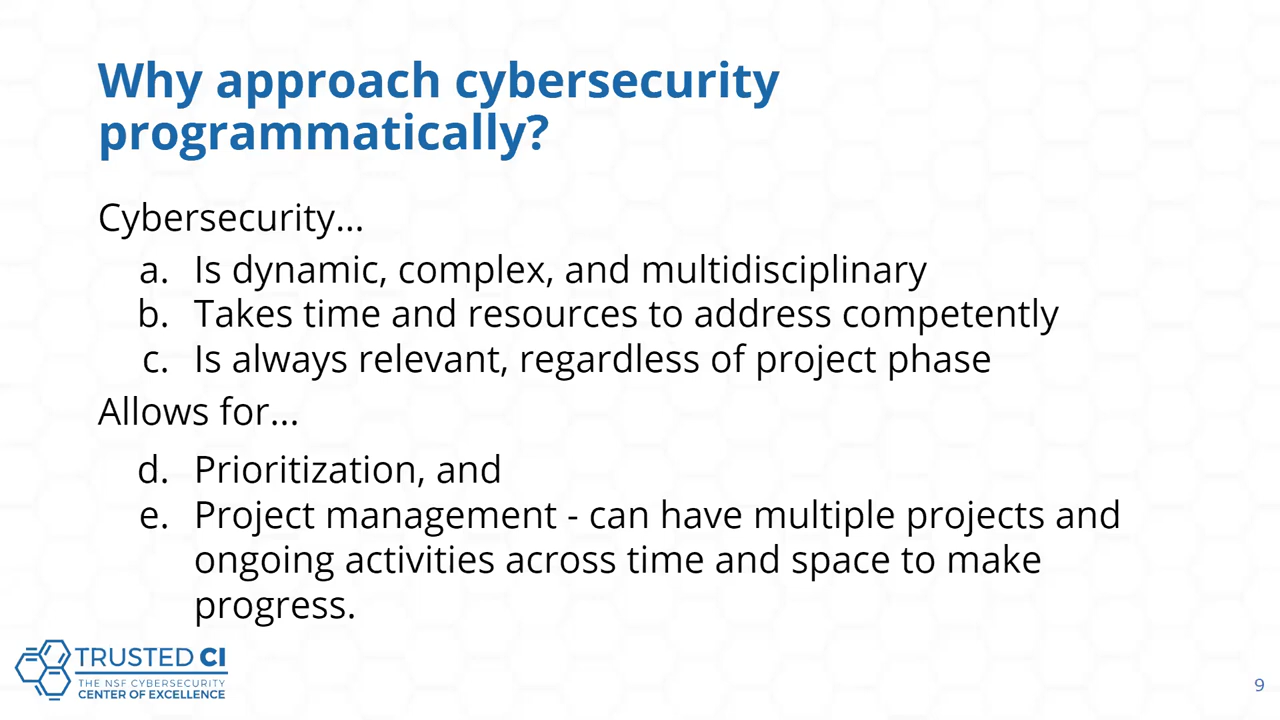 Why approach cybersecurity
programmatically?
Cybersecurity...
a. Is dynamic, complex, and multidisciplinary
b. Takes time and resources to address competently
c. Is always relevant, regardless of project phase
Allows for...
d. Prioritization, and
e. Project management - can have multiple projects and
ongoing activities across time and space to make
progress.
TRUSTED CI
THE NSF CYBERSECURITY
CENTER OF EXCELLENCE
9